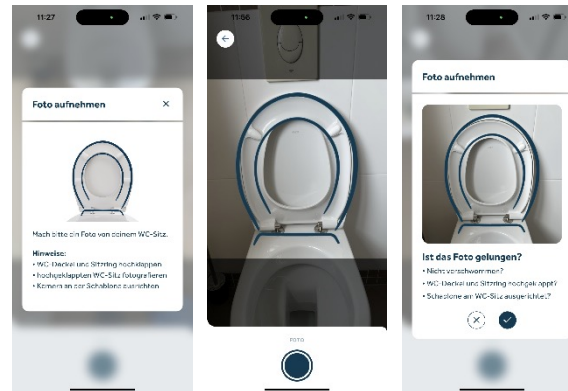 11:27
Foto aufnehmen
Mach bitte ein Foto von deinem WC-Sitz.
Hinweise:
• WC-Deckel und Sitzring hochklappen
• hochgeklappten WC-Sitz fotografieren
• Kamera an der Schablone ausrichten
11:56
FOTO
11:28
Foto aufnehmen
Ist das Foto gelungen?
• Nicht verschwommen?
• WC-Deckel und Sitzring hochgeklappt?
• Schablone am WC-Sitz ausgerichtet?